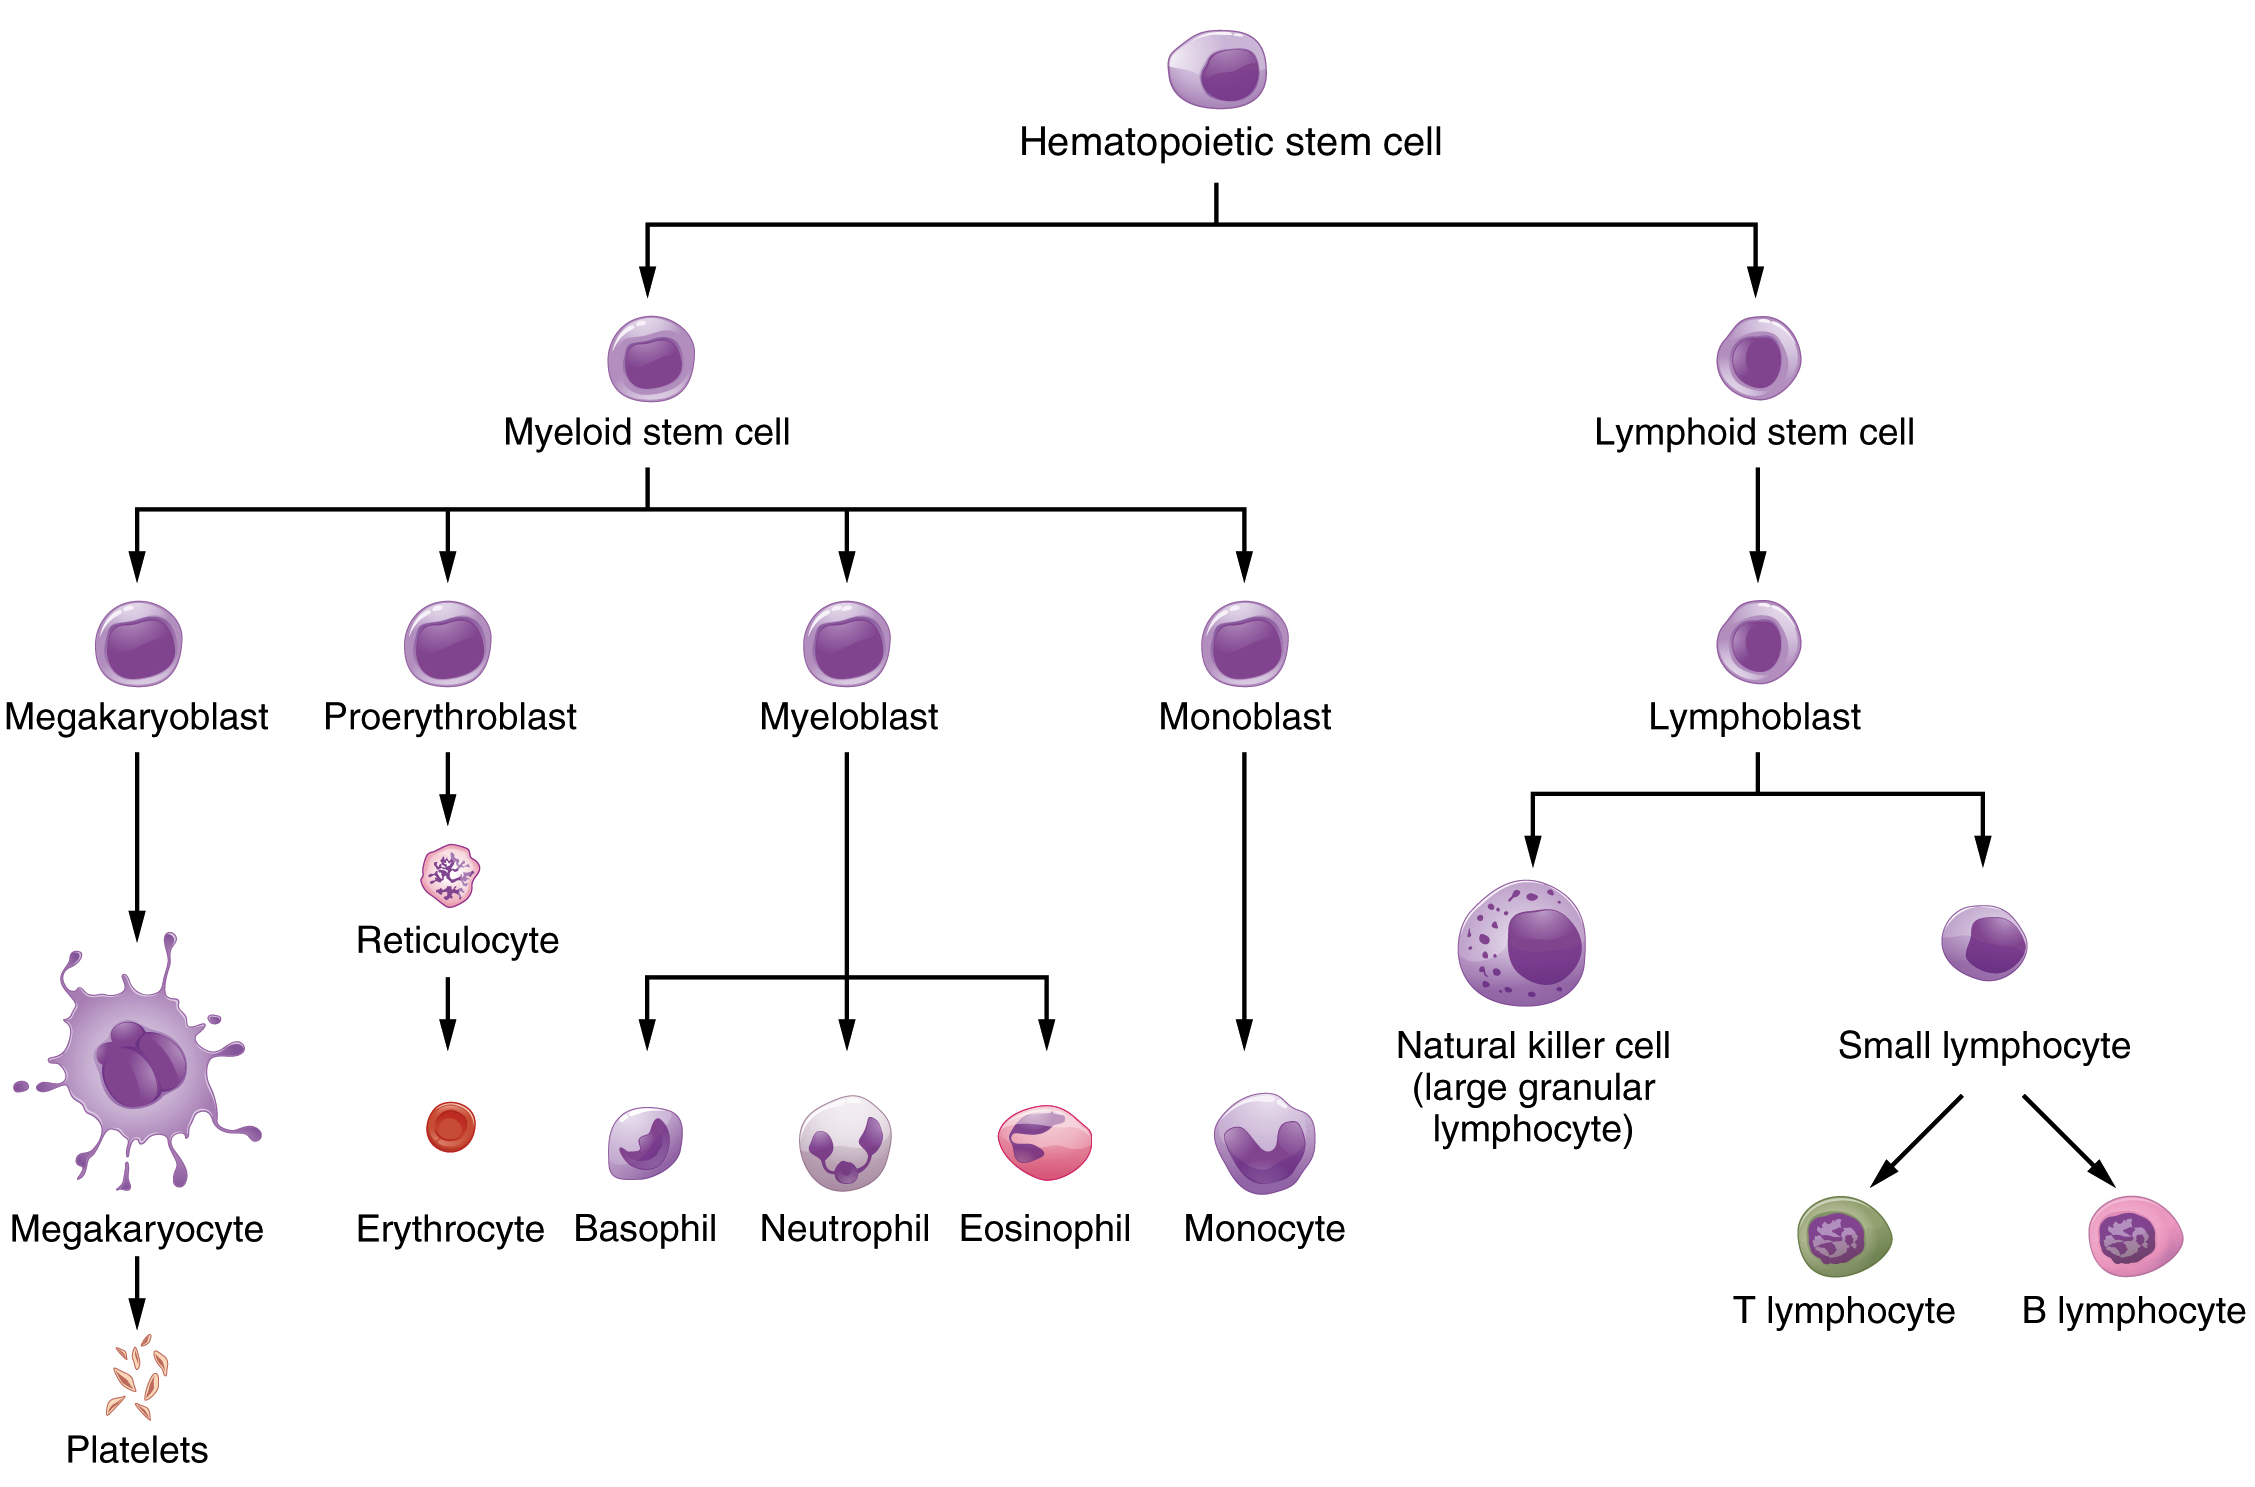 Hematopoietic stem cell
Myeloid stem cell
Lymphoid stem cell
Megakaryoblast
Proerythroblast
Myeloblast
Monoblast
Lymphoblast
Reticulocyte
Natural killer cell
(large granular
lymphocyte)
Small lymphocyte
Megakaryocyte
Erythrocyte
Basophil
Neutrophil
Eosinophil
Monocyte
T lymphocyte
B lymphocyte
Platelets